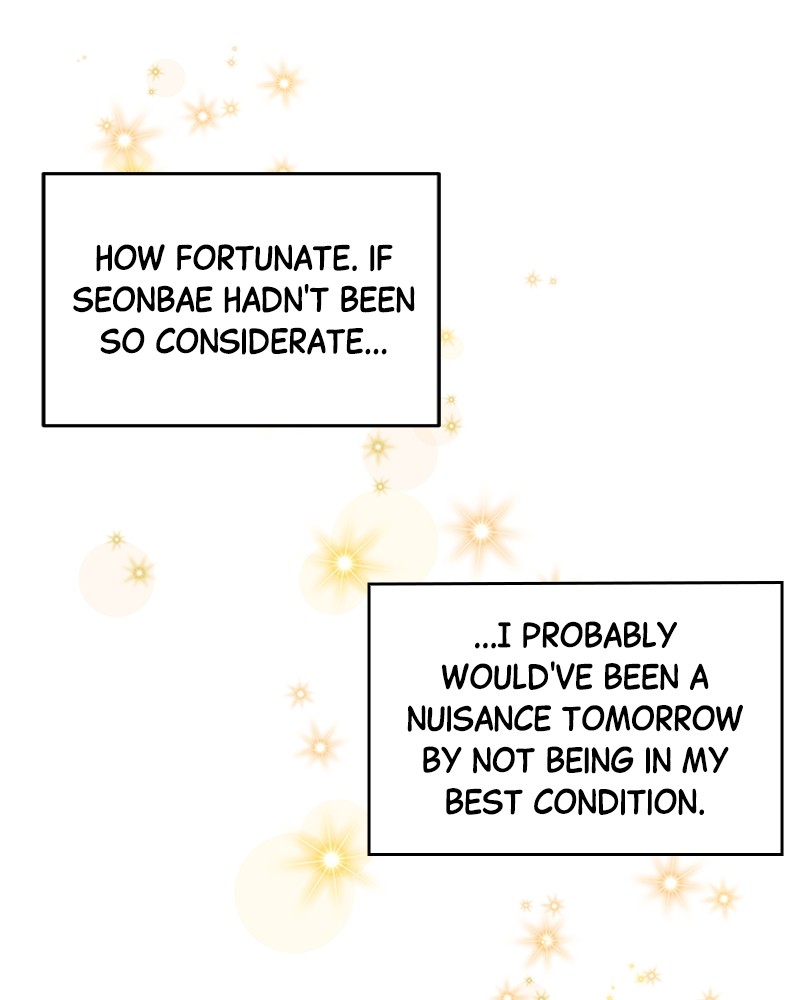 HOW FORTUNATE. IF
SEONBAE HADN'T BEEN
SO CONSIDERATE...
...I PROBABLY
WOULD'VE BEEN A
NUISANCE TOMORROW
BY NOT BEING IN MY
BEST CONDITION.